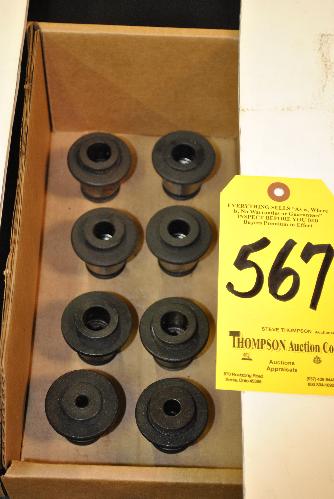 EVERYTHING SELLS "As is, Where
is, No Warranties or Guarantees"
INSPECT BEFORE YOU BID
Buyers Premium in Effect
567
STEVE THOMPSON
THOMPSON Auction Co
Auctions
Appraisals